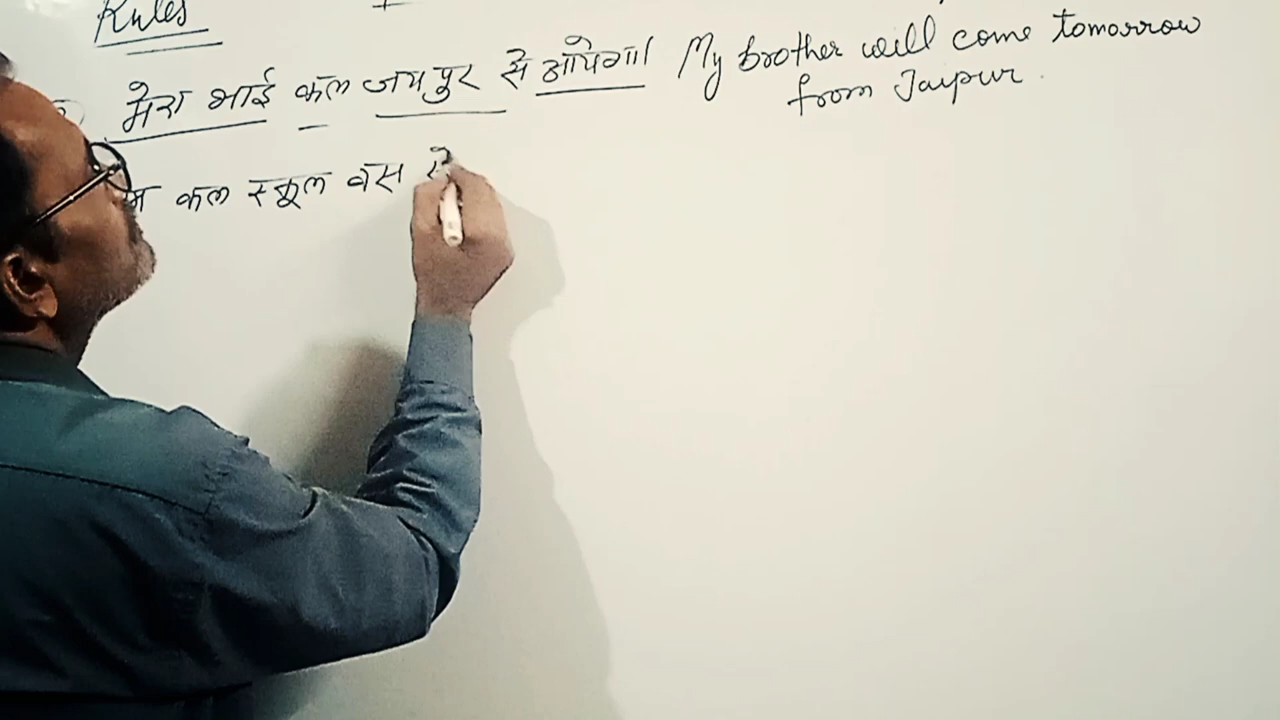 Rules
मेरा भाई कल जयपुर से आयेगा। My brother will come tomorrow
from Jaipur.
कल स्कूल बस से